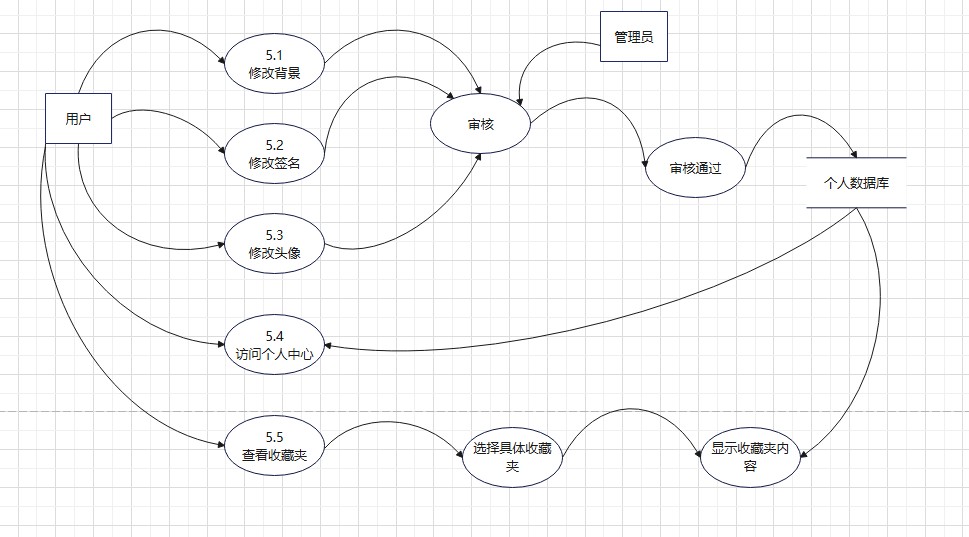 管理员
5.1
修改背景
用户
审核
5.2
修改签名
审核通过
个人数据库
5.3
修改头像
5.4
访问个人中心
5.5
查看收藏夹
选择具体收藏
夹
显示收藏夹内
容